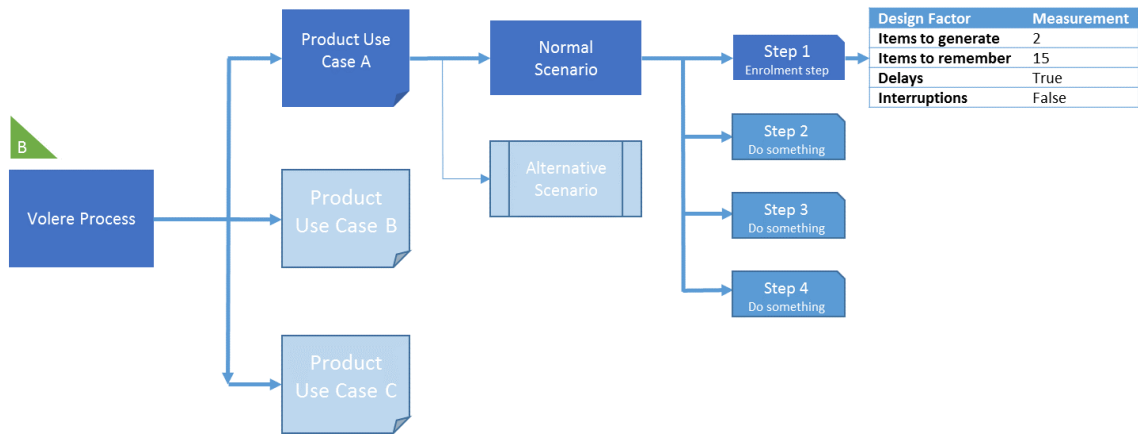 B
Volere Process
Product Use
Case A
Product
Use Case B
Product
Use Case C
Normal
Scenario
Alternative
Scenario
Step 1
Enrolment step
Step 2
Do something
Step 3
Do something
Step 4
Do something
Design Factor Measurement
Items to generate 2
Items to remember 15
Delays True
Interruptions False